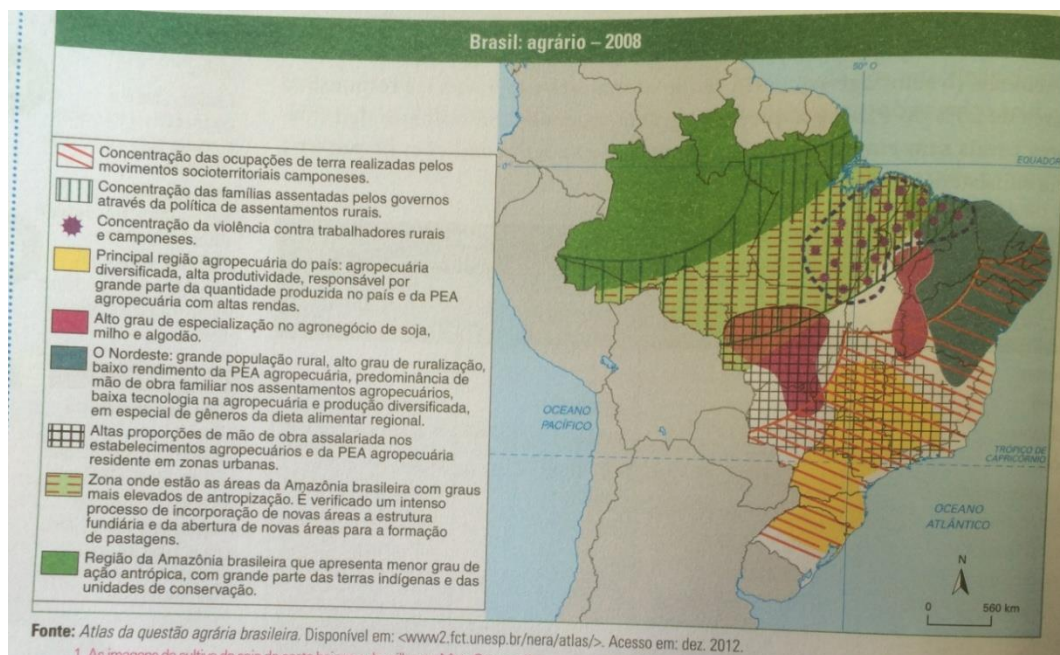 Brasil: agrário – 2008
Concentração das ocupações de terra realizadas pelos
movimentos socioterritoriais camponeses.
Concentração das famílias assentadas pelos governos
através da política de assentamentos rurais.
Concentração da violência contra trabalhadores rurais
e camponeses.
Principal região agropecuária do país: agropecuária
diversificada, alta produtividade, responsável por
grande parte da quantidade produzida no país e da PEA
agropecuária com altas rendas.
Alto grau de especialização no agronegócio de soja,
milho e algodão.
O Nordeste: grande população rural, alto grau de ruralização,
baixo rendimento da PEA agropecuária, predominância de
mão de obra familiar nos assentamentos agropecuários,
baixa tecnologia na agropecuária e produção diversificada,
em especial de gêneros da dieta alimentar regional.
Altas proporções de mão de obra assalariada nos
estabelecimentos agropecuários e da PEA agropecuária
residente em zonas urbanas.
Zona onde estão as áreas da Amazônia brasileira com graus
mais elevados de antropização. É verificado um intenso
processo de incorporação de novas áreas a estrutura
fundiária e da abertura de novas áreas para a formação
de pastagens.
Região da Amazônia brasileira que apresenta menor grau de
ação antrópica, com grande parte das terras indígenas e das
unidades de conservação.
50° O
0°
EQUADOR
OCEANO
PACÍFICO
TRÓPICO DE
CAPRICÓRNIO
OCEANO
ATLÂNTICO
N
0 560 km
Fonte: Atlas da questão agrária brasileira. Disponível em: <www2.fct.unesp.br/nera/atlas/>. Acesso em: dez. 2012.